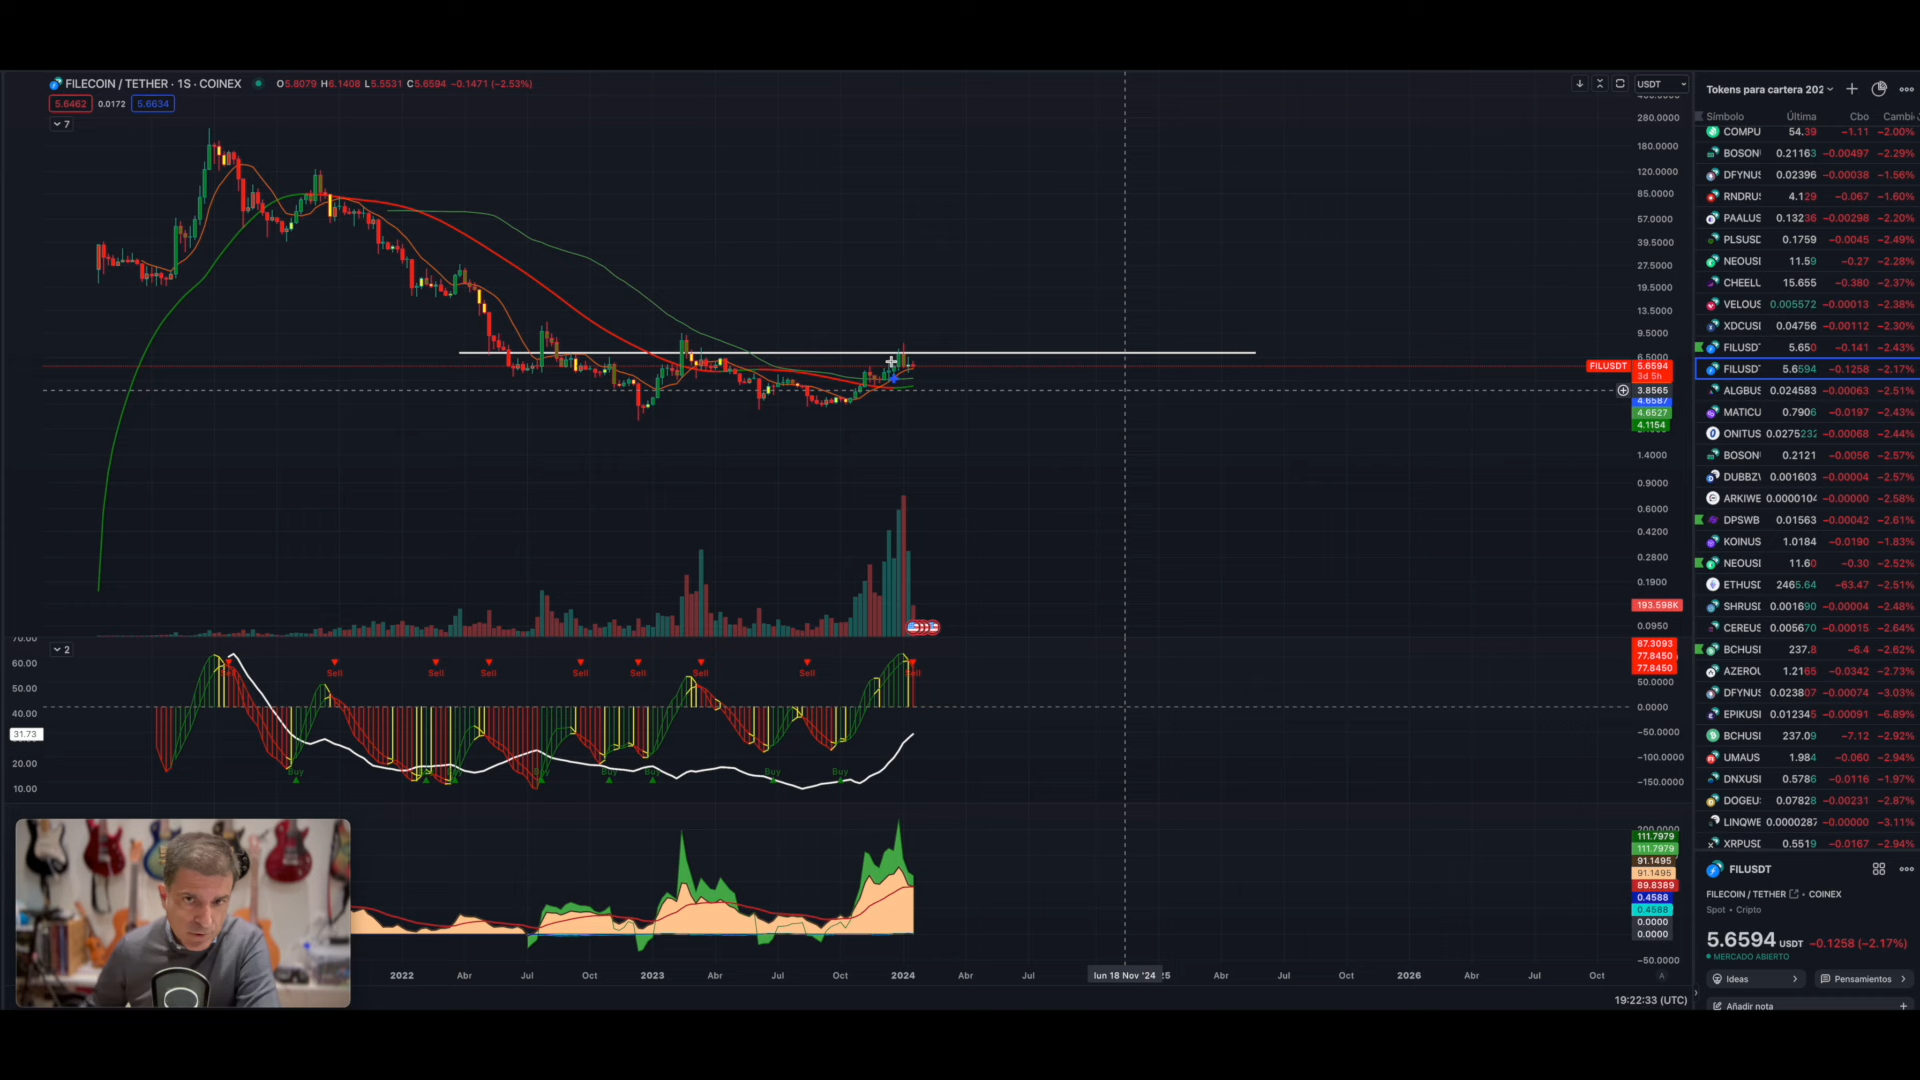 FILECOIN / TETHER · 1S · COINEX O5.8079 H6.1408 L5.5531 C5.6594 −0.1471 (−2.53%)
5.6462 0.0172 5.6634
7
USDT
280.0000
180.0000
120.0000
85.0000
57.0000
39.5000
27.5000
19.5000
13.5000
9.5000
6.5000
FILUSDT 5.6594
3d 5h
3.8565
4.6587
4.6527
4.1154
1.4000
0.9000
0.6000
0.4200
0.2800
0.1900
193.598K
0.0950
2
70.00
60.00
50.00
40.00
31.73
20.00
10.00
Sell Sell Sell Sell Sell Sell Sell Sell Sell
Buy Buy Buy Buy Buy Buy
87.3093
77.8450
77.8450
50.0000
0.0000
−50.0000
−100.0000
−150.0000
200.0000
111.7979
111.7979
91.1495
91.1495
89.8389
0.4588
0.4588
0.0000
0.0000
−50.0000
2022 Abr Jul Oct 2023 Abr Jul Oct 2024 Abr Jul lun 18 Nov '24 Abr Jul Oct 2026 Abr Jul Oct
A
19:22:33 (UTC)
Tokens para cartera 202
Símbolo Última Cbo Cambi
COMPU 54.39 −1.11 −2.00%
BOSON 0.21163 −0.00497 −2.29%
DFYNUS 0.02396 −0.00038 −1.56%
RNDRUS 4.129 −0.067 −1.60%
PAALUS 0.13236 −0.00298 −2.20%
PLSUSD 0.1759 −0.0045 −2.49%
NEOUSI 11.59 −0.27 −2.28%
CHEELL 15.655 −0.380 −2.37%
VELOUS 0.005572 −0.00013 −2.38%
XDCUSI 0.04756 −0.00112 −2.30%
FILUSD 5.650 −0.141 −2.43%
FILUSD 5.6594 −0.1258 −2.17%
ALGBUS 0.024583 −0.00063 −2.51%
MATICU 0.7906 −0.0197 −2.43%
ONITUS 0.0275232 −0.00068 −2.44%
BOSON 0.2121 −0.0056 −2.57%
DUBBZV 0.001603 −0.00004 −2.57%
ARKIWE 0.0000104 −0.00000 −2.58%
DPSWB 0.01563 −0.00042 −2.61%
KOINUS 1.0184 −0.0190 −1.83%
NEOUSI 11.60 −0.30 −2.52%
ETHUSD 2465.64 −63.47 −2.51%
SHRUSD 0.001690 −0.00004 −2.48%
CEREUS 0.005670 −0.00015 −2.64%
BCHUSI 237.8 −6.4 −2.62%
AZEROU 1.2165 −0.0342 −2.73%
DFYNUS 0.023807 −0.00074 −3.03%
EPIKUSI 0.012345 −0.00091 −6.89%
BCHUSI 237.09 −7.12 −2.92%
UMAUS 1.984 −0.060 −2.94%
DNXUSI 0.5786 −0.0116 −1.97%
DOGEU 0.07828 −0.00231 −2.87%
LINQWE 0.0000287 −0.00000 −3.11%
XRPUSD 0.5519 −0.0167 −2.94%
FILUSDT
FILECOIN / TETHER • COINEX
Spot • Cripto
5.6594 USDT −0.1258 (−2.17%)
MERCADO ABIERTO
Ideas Pensamientos
Añadir nota